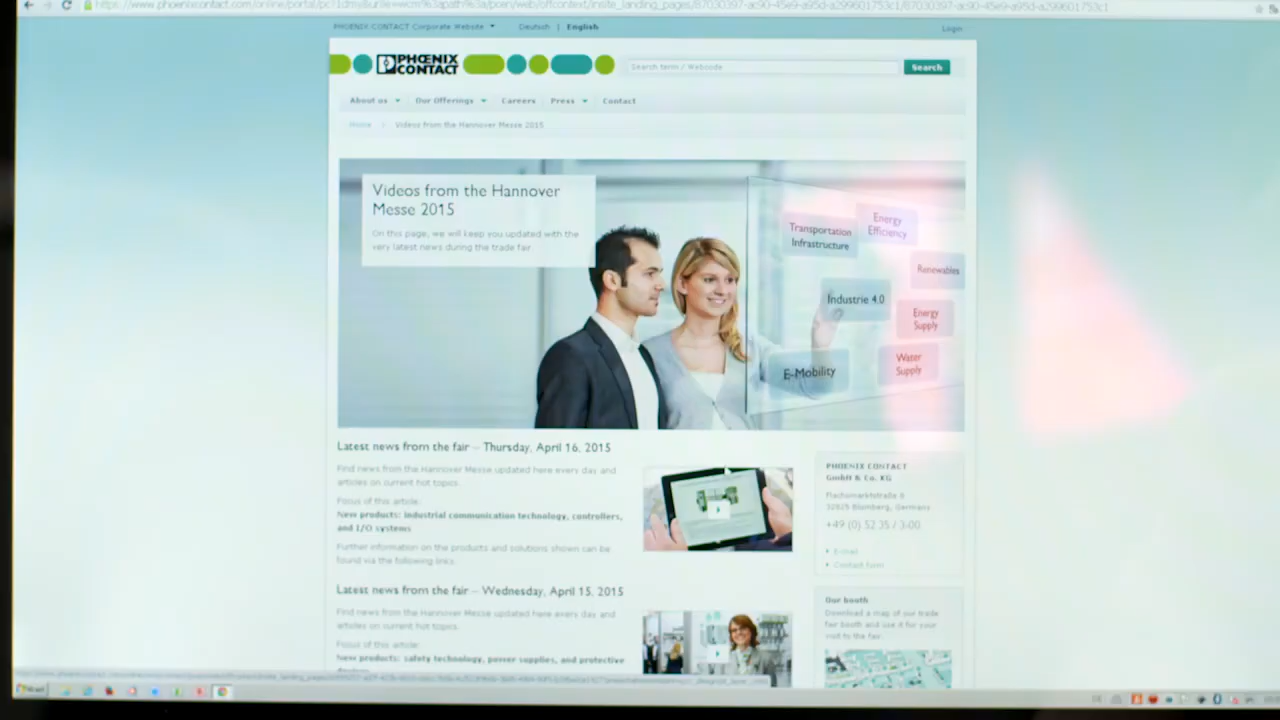 PHOENIX CONTACT Corporate Website
Deutsch | English
Login
PHŒNIX
CONTACT
Search term / Webcode
Search
About us
Our Offerings
Careers
Press
Contact
Home
Videos from the Hannover Messe 2015
Videos from the Hannover
Messe 2015
On this page, we will keep you updated with the
very latest news during the trade fair.
Transportation
Infrastructure
Energy
Efficiency
Renewables
Industrie 4.0
Energy
Supply
Water
Supply
E-Mobility
Latest news from the fair – Thursday, April 16, 2015
Find news from the Hannover Messe updated here every day and
articles on current hot topics.
Focus of this article:
New products: industrial communication technology, controllers,
and I/O systems
Further information on the products and solutions shown can be
found via the following links.
PHOENIX CONTACT
GmbH & Co. KG
Flachsmarktstraße 8
32825 Blomberg, Germany
+49 (0) 52 35 / 3-00
E-mail
Contact form
Latest news from the fair – Wednesday, April 15, 2015
Find news from the Hannover Messe updated here every day and
articles on current hot topics.
Focus of this article:
New products: safety technology, power supplies, and protective
devices
Our booth
Download a map of our trade
fair booth and use it for your
visit to the fair.